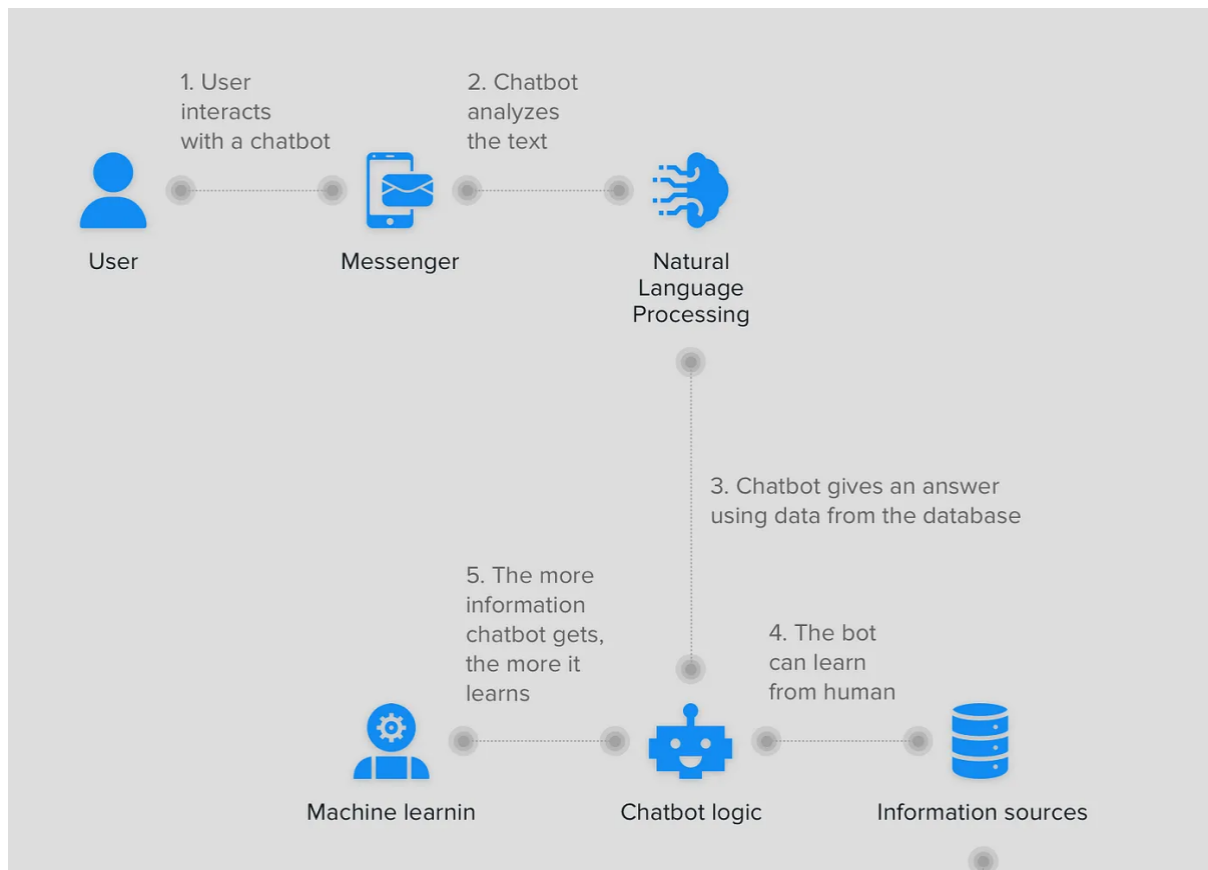 1. User
interacts
with a chatbot
2. Chatbot
analyzes
the text
User
Messenger
Natural
Language
Processing
3. Chatbot gives an answer
using data from the database
5. The more
information
chatbot gets,
the more it
learns
4. The bot
can learn
from human
Machine learnin
Chatbot logic
Information sources